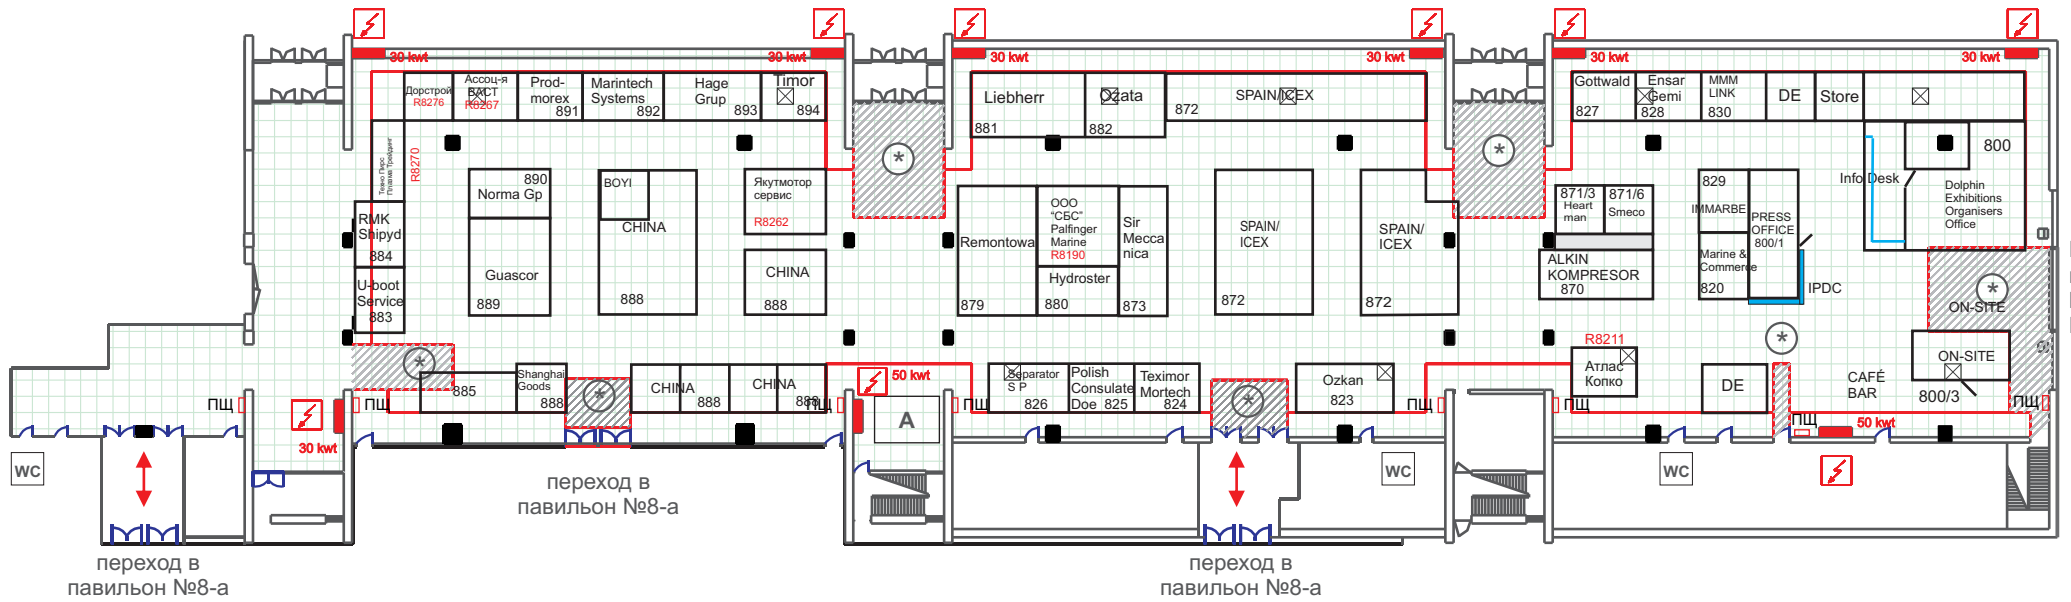 30 kwt
30 kwt
30 kwt
30 kwt
30 kwt
30 kwt
Дорстрой
R8276
Ассоц-я
ВАСТ
R8267
Prod-
morex
891
Marintech
Systems
892
Hage
Grup
893
Timor
894
Liebherr
881
Ozata
882
SPAIN/ICEX
872
Gottwald
827
Ensar
Gemi
828
MMM
LINK
830
DE
Store
800
Техно Пирс
Плазма Трейдинг
R8270
RMK
Shipyd
884
U-boot
Service
883
890
Norma Gp
Guascor
889
BOYI
CHINA
888
Якутмотор
сервис
R8262
CHINA
888
*
*
Remontowa
879
ООО
"СБС"
Palfinger
Marine
R8190
Hydroster
880
Sir
Mecca
nica
873
SPAIN/
ICEX
872
SPAIN/
ICEX
872
871/3
Heart
man
871/6
Smeco
ALKIN
KOMPRESOR
870
829
IMMARBE
Marine &
Commerce
820
PRESS
OFFICE
800/1
IPDC
Info Desk
Dolphin
Exhibitions
Organisers
Office
*
ON-SITE
ON-SITE
800/3
*
885
Shanghai
Goods
888
*
CHINA
888
CHINA
888
50 kwt
A
Separator
S P
826
Polish
Consulate
Doe 825
Teximor
Mortech
824
*
Ozkan
823
R8211
Атлас
Копко
DE
*
CAFÉ
BAR
50 kwt
ПЩ
ПЩ
ПЩ
ПЩ
ПЩ
ПЩ
ПЩ
ПЩ
30 kwt
WC
WC
WC
переход в
павильон №8-а
переход в
павильон №8-а
переход в
павильон №8-а